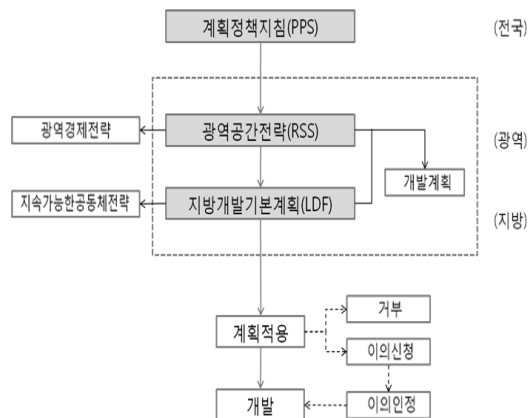 계획정책지침(PPS)
(전국)
광역경제전략
광역공간전략(RSS)
(광역)
개발계획
지속가능한공동체전략
지방개발기본계획(LDF)
(지방)
거부
계획적용
이의신청
개발
이의인정